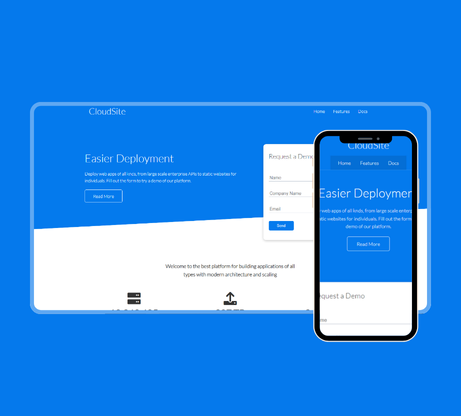 CloudSite
Home Features Docs
Easier Deployment
Deploy web apps of all kinds, from large scale enterprise APIs to static websites for
individuals. Fill out the form to try a demo of our platform.
Read More
Request a Demo
Name
Company Name
Email
Send
Welcome to the best platform for building applications of all
types with modern architecture and scaling
CloudSite
Home Features Docs
Easier Deployment
web apps of all kinds, from large scale enterp
static websites for individuals. Fill out the form
demo of our platform.
Read More
equest a Demo
me